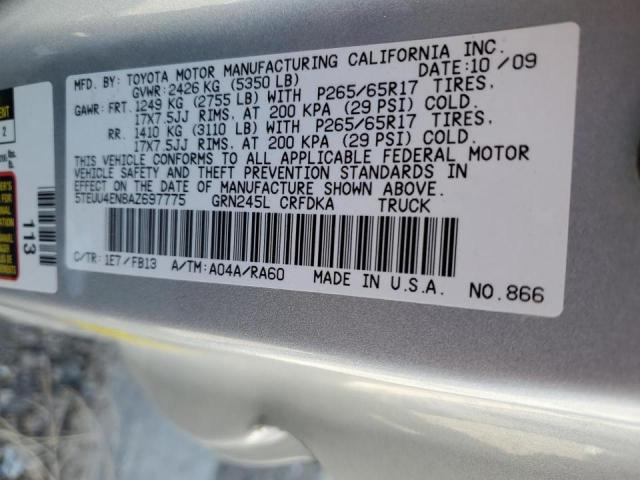 MFD. BY: TOYOTA MOTOR MANUFACTURING CALIFORNIA INC.
GVWR: 2426 KG (5350 LB) DATE: 10/09
GAWR: FRT. 1249 KG (2755 LB) WITH P265/65R17 TIRES,
17X7.5JJ RIMS, AT 200 KPA (29 PSI) COLD.
RR. 1410 KG (3110 LB) WITH P265/65R17 TIRES,
17X7.5JJ RIMS, AT 200 KPA (29 PSI) COLD.
THIS VEHICLE CONFORMS TO ALL APPLICABLE FEDERAL MOTOR
VEHICLE SAFETY AND THEFT PREVENTION STANDARDS IN
EFFECT ON THE DATE OF MANUFACTURE SHOWN ABOVE.
5TEUU4EN8AZ697775 GRN245L CRFDKA TRUCK
C/TR: 1E7/FB13 A/TM: A04A/RA60 MADE IN U.S.A. NO.866
2
113